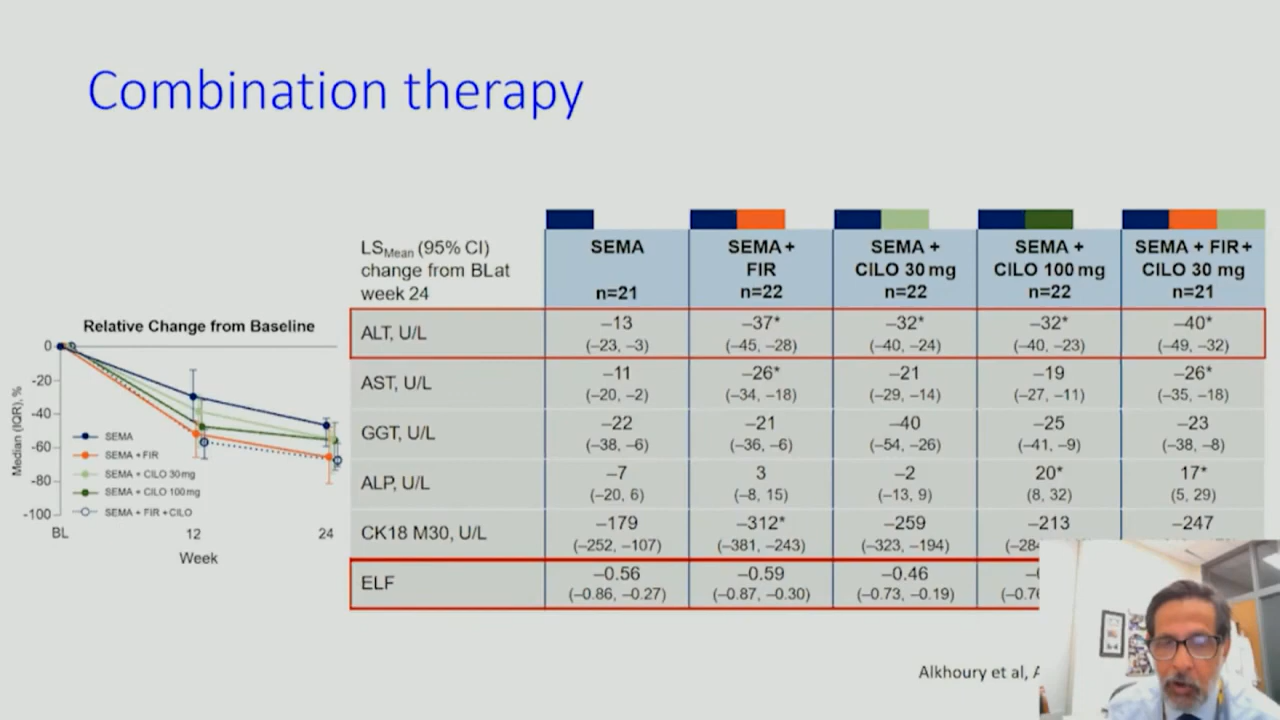 Combination therapy
Relative Change from Baseline
Median (IQR), %
0
-20
-40
-60
-80
-100
SEMA
SEMA + FIR
SEMA + CILO 30 mg
SEMA + CILO 100 mg
SEMA + FIR + CILO
BL 12 24
Week
LSMean (95% CI)
change from BLat
week 24
SEMA
n=21
SEMA +
FIR
n=22
SEMA +
CILO 30 mg
n=22
SEMA +
CILO 100 mg
n=22
SEMA + FIR +
CILO 30 mg
n=21
ALT, U/L –13 –37* –32* –32* –40*
(–23, –3) (–45, –28) (–40, –24) (–40, –23) (–49, –32)
AST, U/L –11 –26* –21 –19 –26*
(–20, –2) (–34, –18) (–29, –14) (–27, –11) (–35, –18)
GGT, U/L –22 –21 –40 –25 –23
(–38, –6) (–36, –6) (–54, –26) (–41, –9) (–38, –8)
ALP, U/L –7 3 –2 20* 17*
(–20, 6) (–8, 15) (–13, 9) (8, 32) (5, 29)
CK18 M30, U/L –179 –312* –259 –213 –247
(–252, –107) (–381, –243) (–323, –194)
ELF –0.56 –0.59 –0.46
(–0.86, –0.27) (–0.87, –0.30) (–0.73, –0.19)
Alkhoury et al,